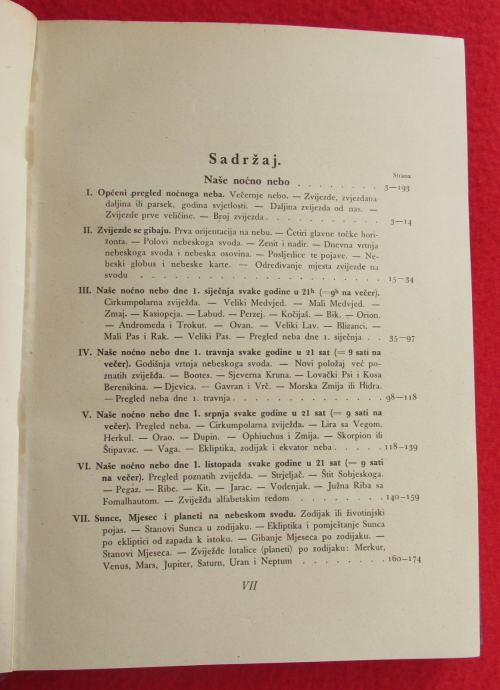 Sadržaj.
Strana
Naše noćno nebo . . . . . . . . 3—193
I. Općeni pregled noćnoga neba. Večernje nebo. — Zvijezde, zvjezdana
daljina ili parsek, godina svjetlosti. — Daljina zvijezda od nas. —
Zvijezde prve veličine. — Broj zvijezda . . . . . . . . . . . 3—14
II. Zvijezde se gibaju. Prva orijentacija na nebu. — Četiri glavne točke hori-
zonta. — Polovi nebeskoga svoda. — Zenit i nadir. — Dnevna vrtnja
nebeskoga svoda i nebeska osovina. — Posljedice te pojave. — Ne-
beski globus i nebeske karte. — Određivanje mjesta zvijezde na
svodu . . . . . . . . . . . . . . . . . . . . . 15—34
III. Naše noćno nebo dne 1. siječnja svake godine u 21h (=9h na večer).
Cirkumpolarna zviježđa. — Veliki Medvjed. — Mali Medvjed. —
Zmaj. — Kasiopeja. — Labud. — Perzej. — Kočijaš. — Bik. — Orion.
— Andromeda i Trokut. — Ovan. — Veliki Lav. — Blizanci. —
Mali Pas i Rak. — Veliki Pas. — Pregled neba dne 1. siječnja . . 35—97
IV. Naše noćno nebo dne 1. travnja svake godine u 21 sat (= 9 sati na
večer). Godišnja vrtnja nebeskoga svoda. — Novi položaj već po-
znatih zviježđa. — Bootes. — Sjeverna Kruna. — Lovački Psi i Kosa
Berenikina. — Djevica. — Gavran i Vrč. — Morska Zmija ili Hidra.
— Pregled neba dne 1. travnja . . . . . . . . . . . . . . 98—118
V. Naše noćno nebo dne 1. srpnja svake godine u 21 sat (= 9 sati na
večer). Pregled neba. — Cirkumpolarna zviježđa. — Lira sa Vegom.
Herkul. — Orao. — Dupin. — Ophiuchus i Zmija. — Skorpion ili
Štipavac. — Vaga. — Ekliptika, zodijak i ekvator neba . . . . . 118—139
VI. Naše noćno nebo dne 1. listopada svake godine u 21 sat (= 9 sati
na večer). Pregled poznatih zviježđa. — Strjeljač. — Štit Sobjeskoga.
— Pegaz. — Ribe. — Kit. — Jarac. — Vodenjak. — Južna Riba sa
Fomalhautom. — Zviježđa alfabetskim redom . . . . . . . . 140—159
VII. Sunce, Mjesec i planeti na nebeskom svodu. Zodijak ili životinjski
pojas. — Stanovi Sunca u zodijaku. — Ekliptika i pomještanje Sunca
po ekliptici od zapada k istoku. — Gibanje Mjeseca po zodijaku. —
Stanovi Mjeseca. — Zviježđe lutalice (planeti) po zodijaku: Merkur,
Venus, Mars, Jupiter, Saturn, Uran i Neptum . . . . . . . . 160—174
VII